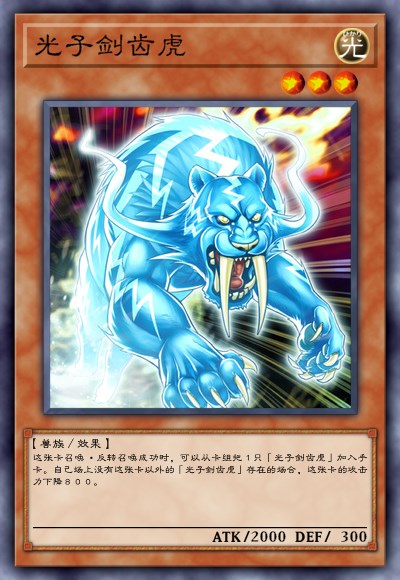 光子剑齿虎
ひかり
光
【兽族／效果】
这张卡召唤·反转召唤成功时，可以从卡组把1只「光子剑齿虎」加入手
卡。自己场上没有这张卡以外的「光子剑齿虎」存在的场合，这张卡的攻击
力下降８００。
ATK/2000 DEF/ 300